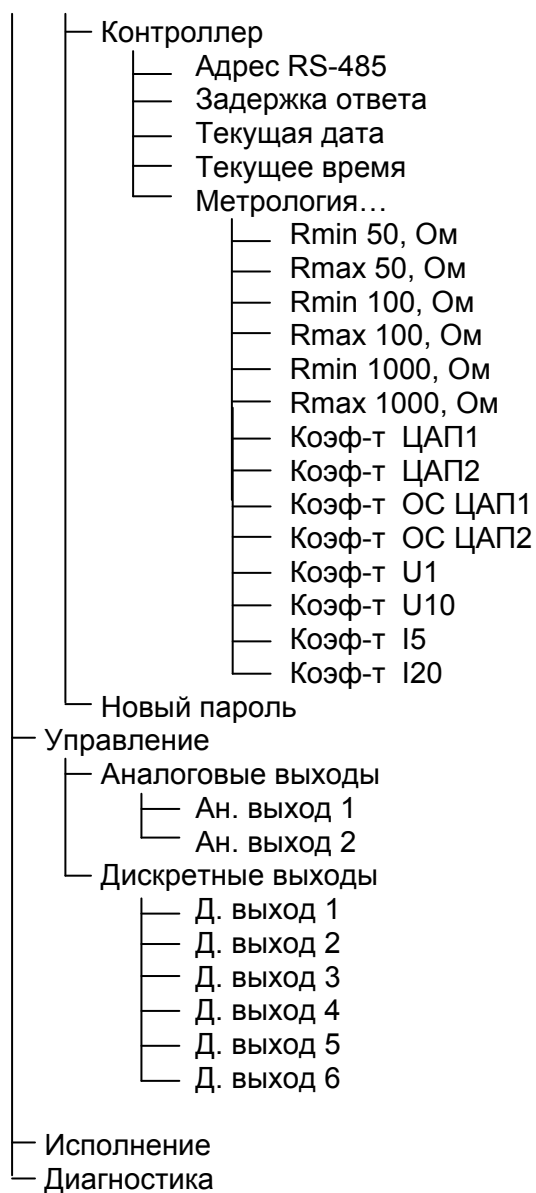 Контроллер
Адрес RS-485
Задержка ответа
Текущая дата
Текущее время
Метрология…
Rmin 50, Ом
Rmax 50, Ом
Rmin 100, Ом
Rmax 100, Ом
Rmin 1000, Ом
Rmax 1000, Ом
Коэф-т ЦАП1
Коэф-т ЦАП2
Коэф-т ОС ЦАП1
Коэф-т ОС ЦАП2
Коэф-т U1
Коэф-т U10
Коэф-т I5
Коэф-т I20
Новый пароль
Управление
Аналоговые выходы
Ан. выход 1
Ан. выход 2
Дискретные выходы
Д. выход 1
Д. выход 2
Д. выход 3
Д. выход 4
Д. выход 5
Д. выход 6
Исполнение
Диагностика